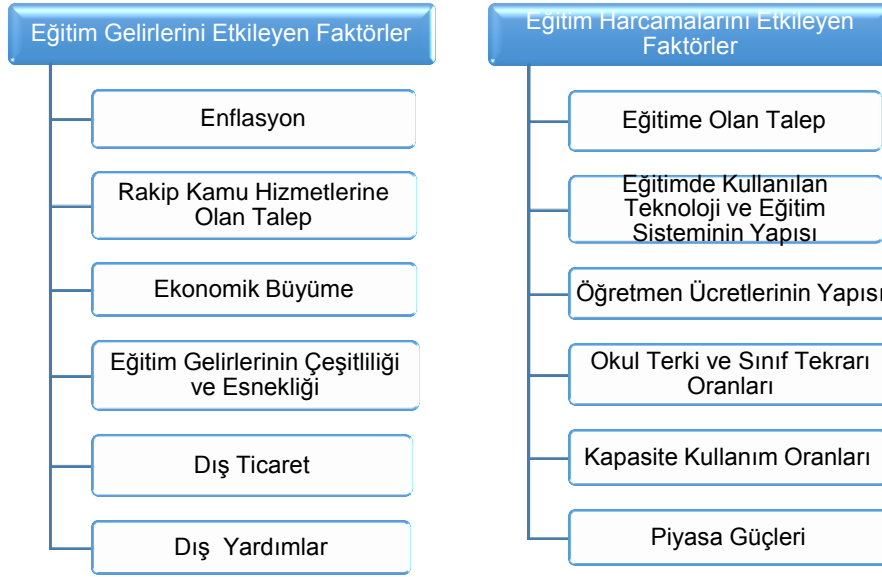 Eğitim Gelirlerini Etkileyen Faktörler
Enflasyon
Rakip Kamu Hizmetlerine
Olan Talep
Ekonomik Büyüme
Eğitim Gelirlerinin Çeşitliliği
ve Esnekliği
Dış Ticaret
Dış Yardımlar
Eğitim Harcamalarını Etkileyen
Faktörler
Eğitime Olan Talep
Eğitimde Kullanılan
Teknoloji ve Eğitim
Sisteminin Yapısı
Öğretmen Ücretlerinin Yapısı
Okul Terki ve Sınıf Tekrarı
Oranları
Kapasite Kullanım Oranları
Piyasa Güçleri